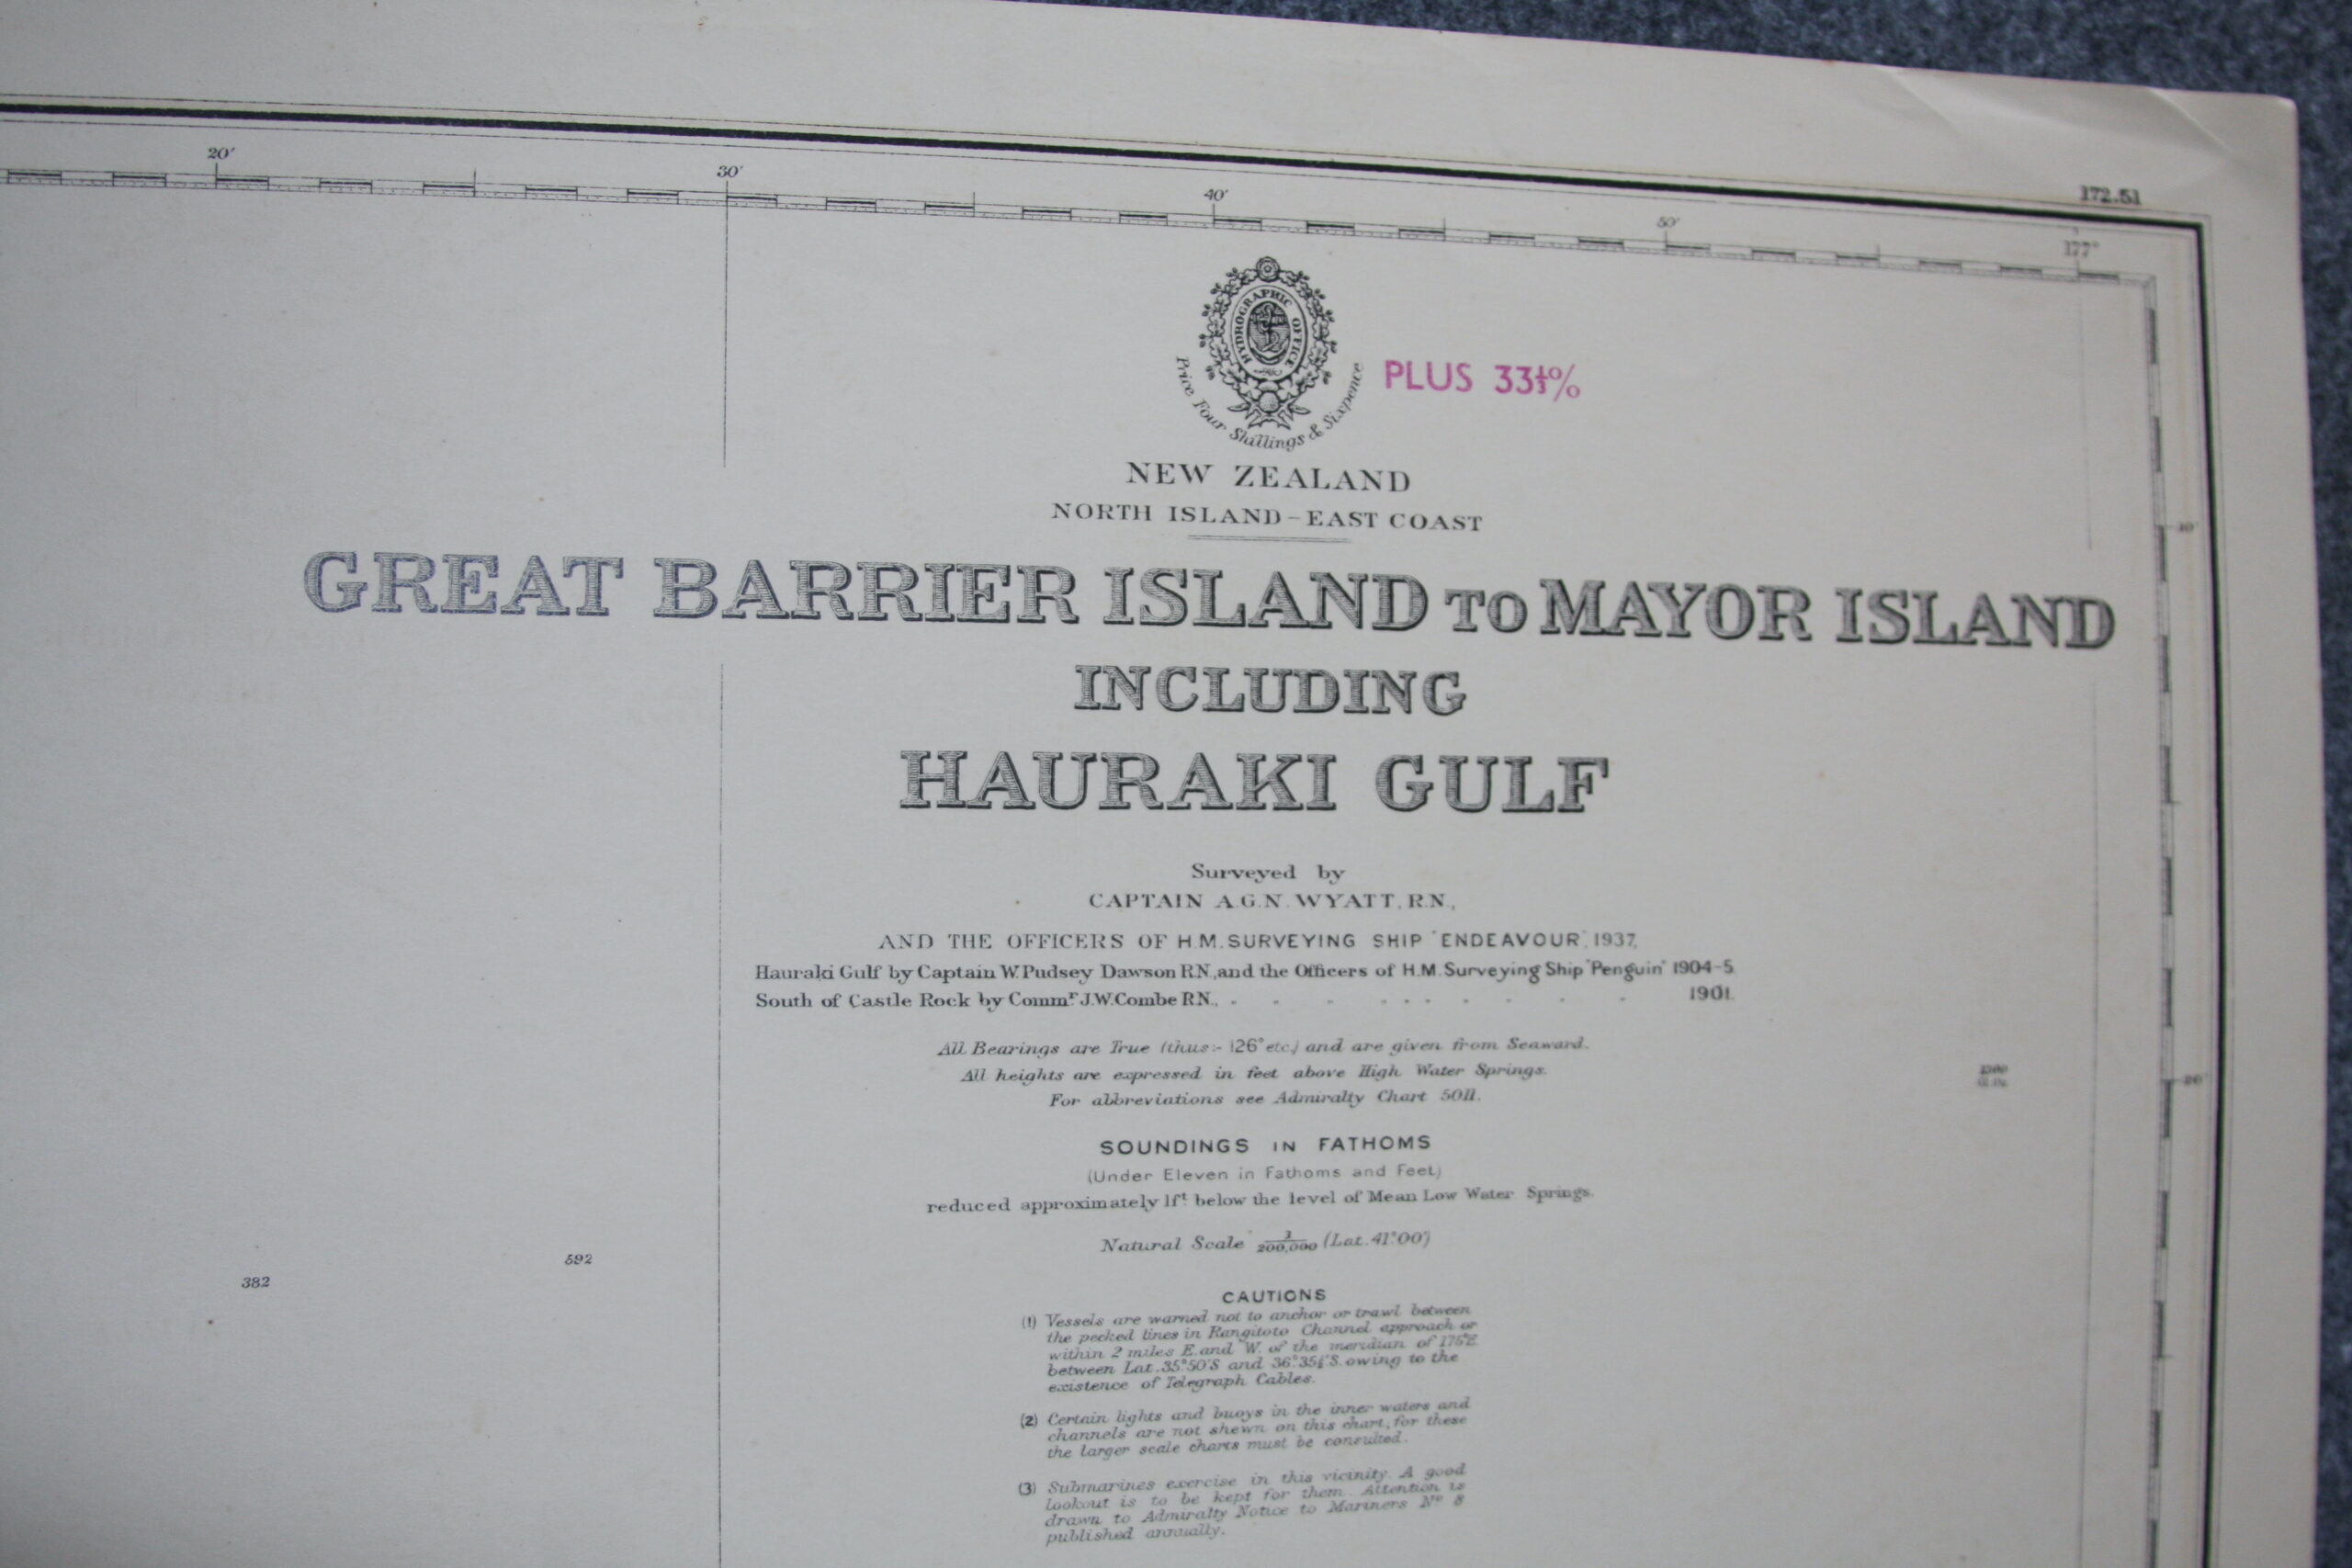 172.51
20'
30'
40'
50'
177°
HYDROGRAPHIC OFFICE
Price Four Shillings & Sixpence
PLUS 33⅓%
NEW ZEALAND
NORTH ISLAND-EAST COAST
GREAT BARRIER ISLAND TO MAYOR ISLAND
INCLUDING
HAURAKI GULF
Surveyed by
CAPTAIN A.G.N. WYATT, R.N.,
AND THE OFFICERS OF H.M. SURVEYING SHIP "ENDEAVOUR", 1937,
Hauraki Gulf by Captain W. Pudsey Dawson R.N., and the Officers of H.M. Surveying Ship "Penguin" 1904-5
South of Castle Rock by Commr. J.W. Combe R.N., - - - - - - - - - 1901.
All Bearings are True (thus:- 126° etc.) and are given from Seaward.
All heights are expressed in feet above High Water Springs.
For abbreviations see Admiralty Chart 5011.
SOUNDINGS IN FATHOMS
(Under Eleven in Fathoms and Feet)
reduced approximately 1ft. below the level of Mean Low Water Springs.
Natural Scale 1/200,000 (Lat. 41°00')
CAUTIONS
(1) Vessels are warned not to anchor or trawl between
the pecked lines in Rangitoto Channel approach or
within 2 miles E. and W. of the meridian of 175°E
between Lat. 35°50'S and 36°35½'S. owing to the
existence of Telegraph Cables.
(2) Certain lights and buoys in the inner waters and
channels are not shewn on this chart, for these
the larger scale charts must be consulted.
(3) Submarines exercise in this vicinity. A good
lookout is to be kept for them. Attention is
drawn to Admiralty Notice to Mariners No 8
published annually.
382
592
10'
20'